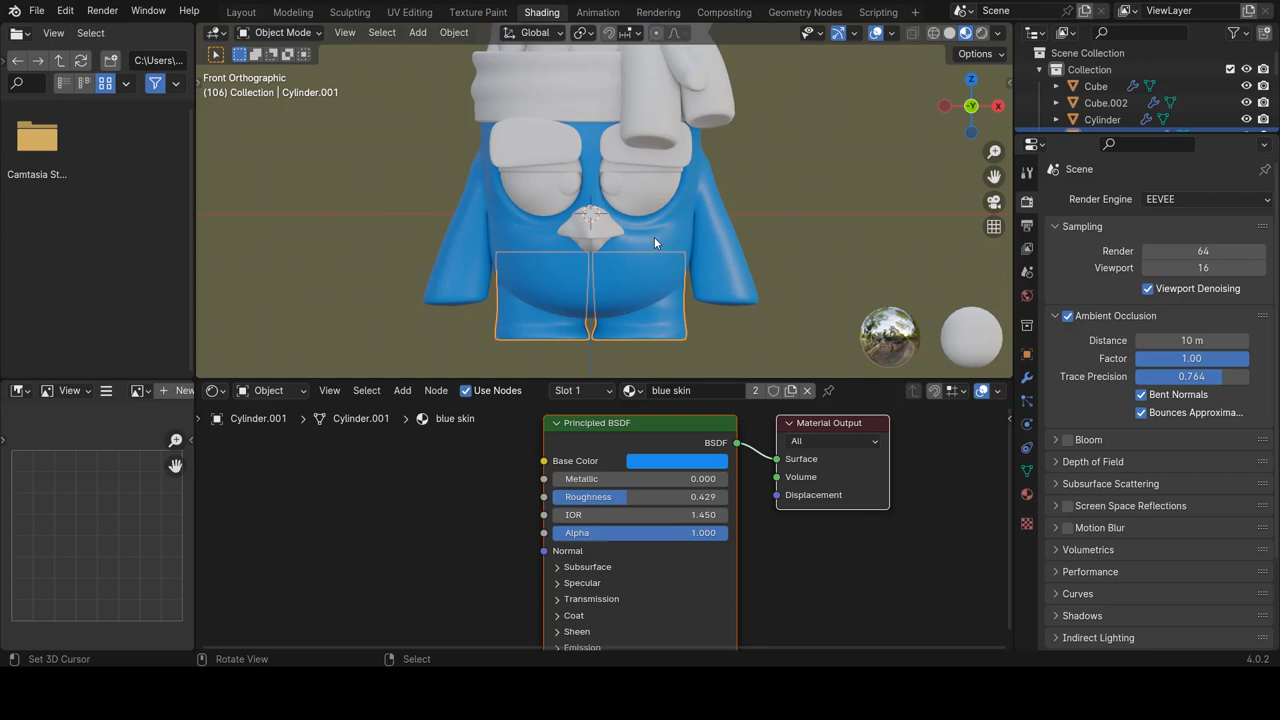 File Edit Render Window Help Layout Modeling Sculpting UV Editing Texture Paint Shading Animation Rendering Compositing Geometry Nodes Scripting Scene ViewLayer
View Select Object Mode View Select Add Object Global
C:\Users\... Options
Front Orthographic
(106) Collection | Cylinder.001
Z
X
-Y
Camtasia St...
Scene Collection
Collection
Cube
Cube.002
Cylinder
Scene
Render Engine EEVEE
Sampling
Render 64
Viewport 16
Viewport Denoising
Ambient Occlusion
Distance 10 m
Factor 1.00
Trace Precision 0.764
Bent Normals
Bounces Approxima...
Bloom
Depth of Field
Subsurface Scattering
Screen Space Reflections
Motion Blur
Volumetrics
Performance
Curves
Shadows
Indirect Lighting
View New Object View Select Add Node Use Nodes Slot 1 blue skin 2
Cylinder.001 Cylinder.001 blue skin
Principled BSDF
BSDF
Base Color
Metallic 0.000
Roughness 0.429
IOR 1.450
Alpha 1.000
Normal
Subsurface
Specular
Transmission
Coat
Sheen
Emission
Material Output
All
Surface
Volume
Displacement
Set 3D Cursor Rotate View Select 4.0.2